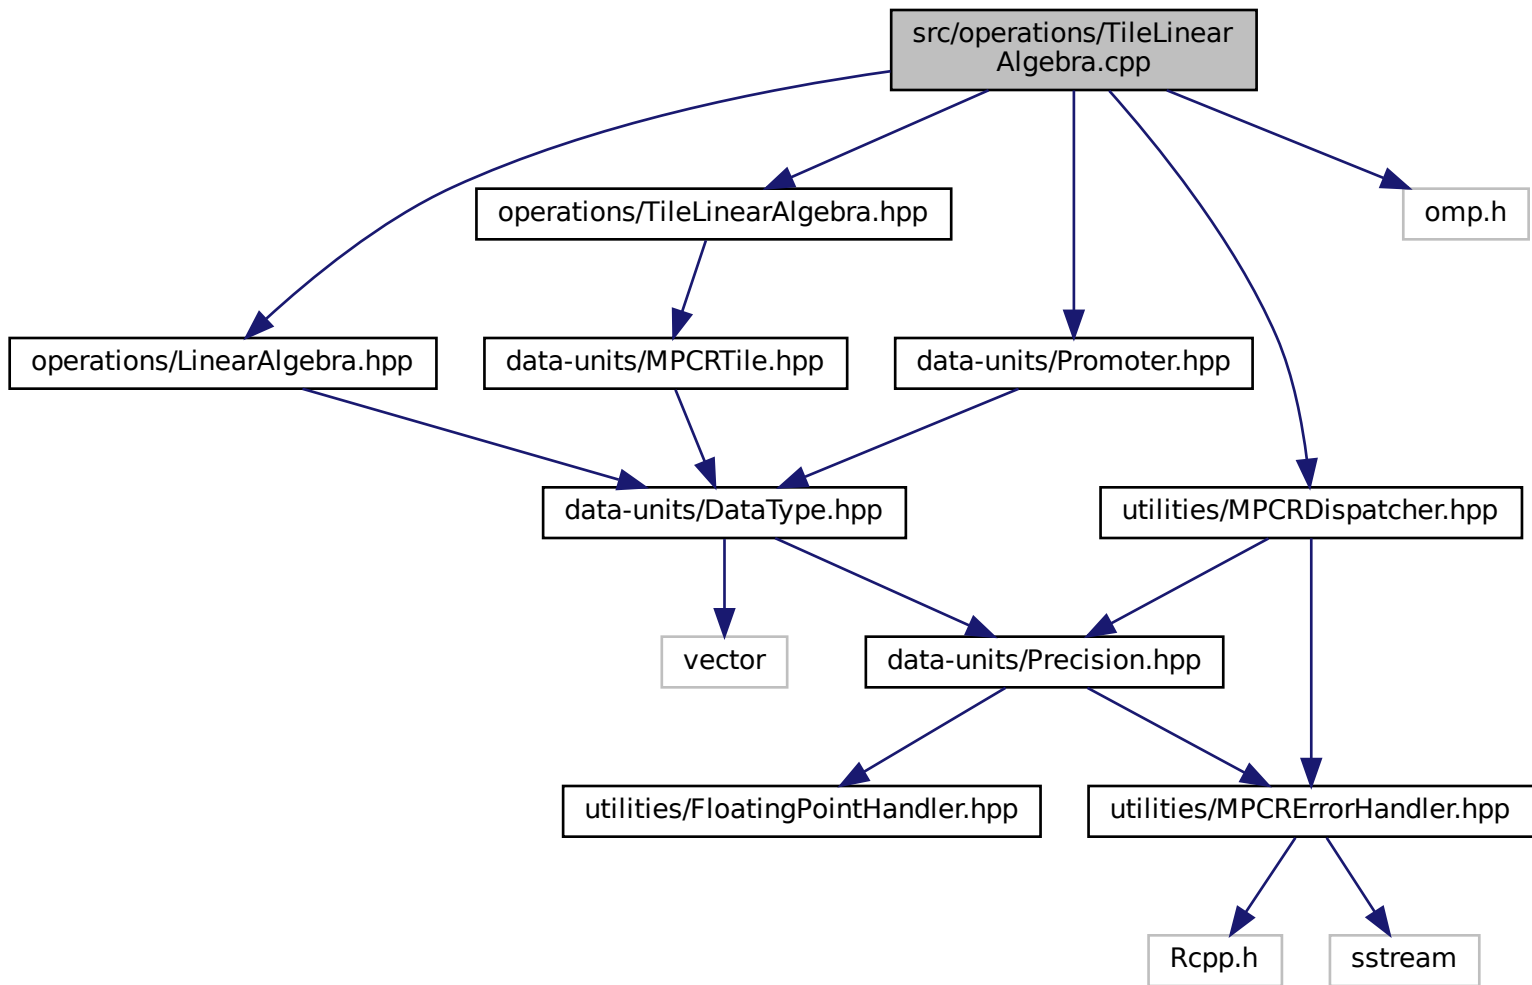 src/operations/TileLinear
Algebra.cpp
operations/TileLinearAlgebra.hpp
omp.h
operations/LinearAlgebra.hpp
data-units/MPCRTile.hpp
data-units/Promoter.hpp
data-units/DataType.hpp
utilities/MPCRDispatcher.hpp
vector
data-units/Precision.hpp
utilities/FloatingPointHandler.hpp
utilities/MPCRErrorHandler.hpp
Rcpp.h
sstream